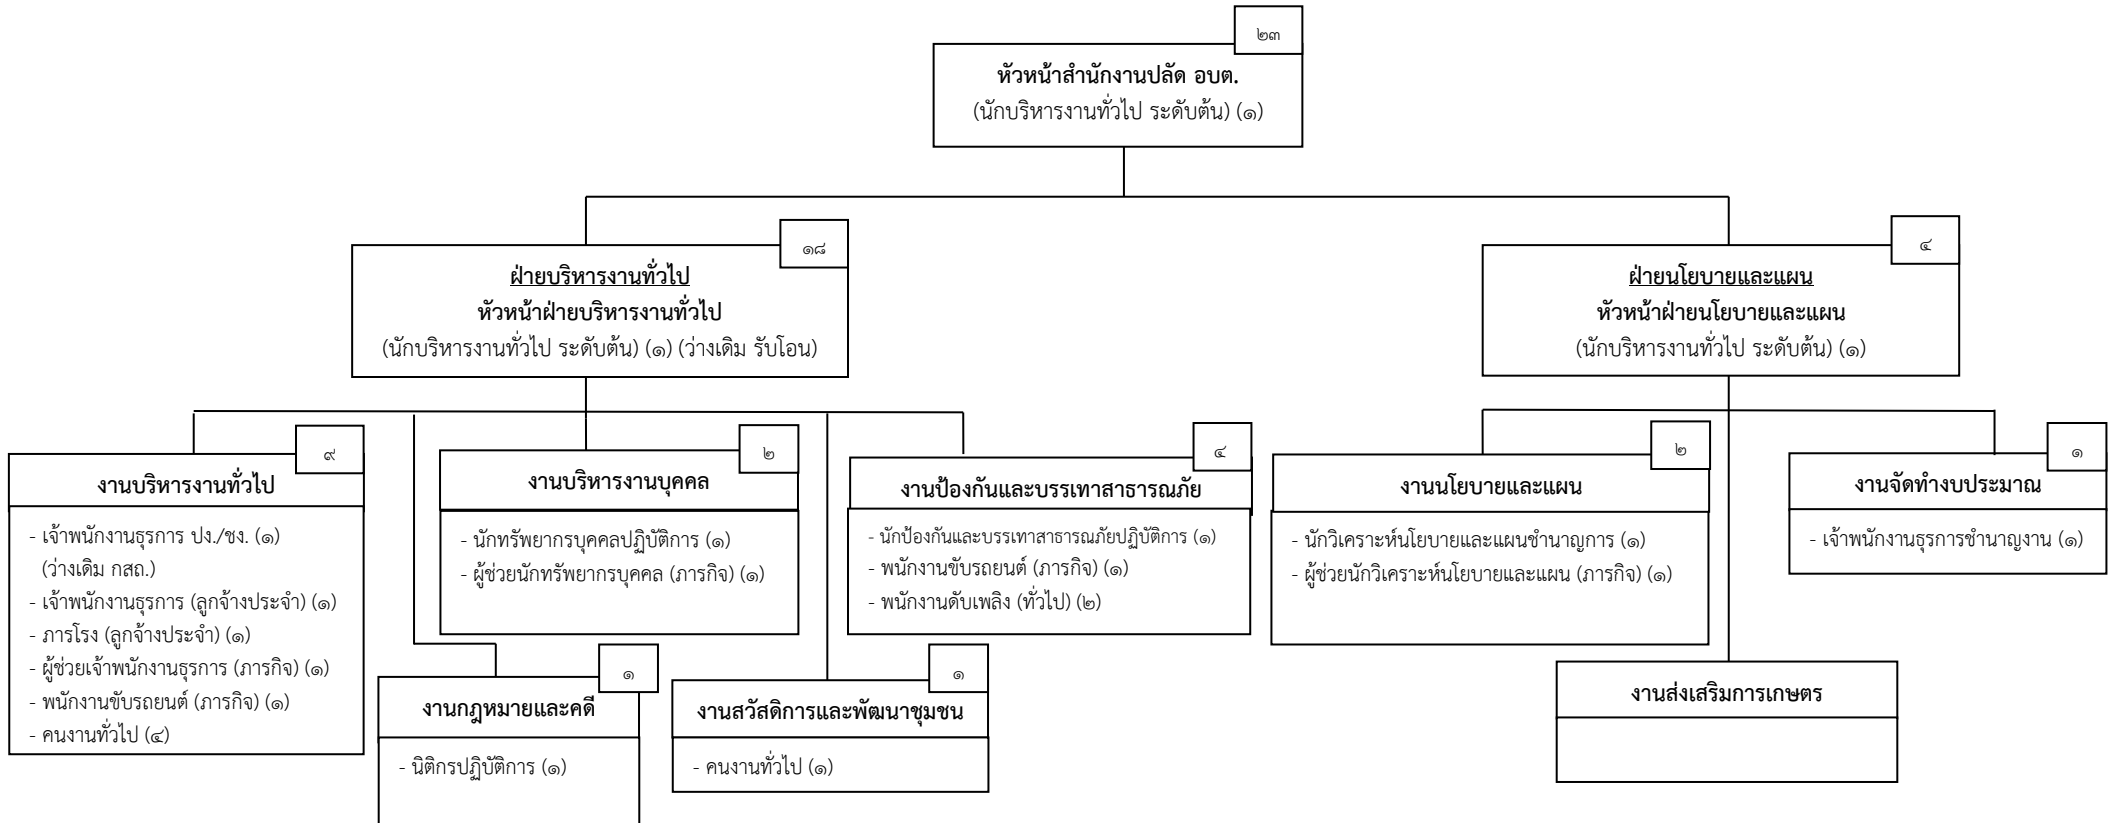 ๒๓
หัวหน้าสำนักงานปลัด อบต.
(นักบริหารงานทั่วไป ระดับต้น) (๑)
๑๘
ฝ่ายบริหารงานทั่วไป
หัวหน้าฝ่ายบริหารงานทั่วไป
(นักบริหารงานทั่วไป ระดับต้น) (๑) (ว่างเดิม รับโอน)
๔
ฝ่ายนโยบายและแผน
หัวหน้าฝ่ายนโยบายและแผน
(นักบริหารงานทั่วไป ระดับต้น) (๑)
๙
งานบริหารงานทั่วไป
- เจ้าพนักงานธุรการ ปง./ชง. (๑)
(ว่างเดิม กสถ.)
- เจ้าพนักงานธุรการ (ลูกจ้างประจำ) (๑)
- ภารโรง (ลูกจ้างประจำ) (๑)
- ผู้ช่วยเจ้าพนักงานธุรการ (ภารกิจ) (๑)
- พนักงานขับรถยนต์ (ภารกิจ) (๑)
- คนงานทั่วไป (๔)
๒
งานบริหารงานบุคคล
- นักทรัพยากรบุคคลปฏิบัติการ (๑)
- ผู้ช่วยนักทรัพยากรบุคคล (ภารกิจ) (๑)
๔
งานป้องกันและบรรเทาสาธารณภัย
- นักป้องกันและบรรเทาสาธารณภัยปฏิบัติการ (๑)
- พนักงานขับรถยนต์ (ภารกิจ) (๑)
- พนักงานดับเพลิง (ทั่วไป) (๒)
๒
งานนโยบายและแผน
- นักวิเคราะห์นโยบายและแผนชำนาญการ (๑)
- ผู้ช่วยนักวิเคราะห์นโยบายและแผน (ภารกิจ) (๑)
๑
งานจัดทำงบประมาณ
- เจ้าพนักงานธุรการชำนาญงาน (๑)
๑
งานกฎหมายและคดี
- นิติกรปฏิบัติการ (๑)
๑
งานสวัสดิการและพัฒนาชุมชน
- คนงานทั่วไป (๑)
งานส่งเสริมการเกษตร